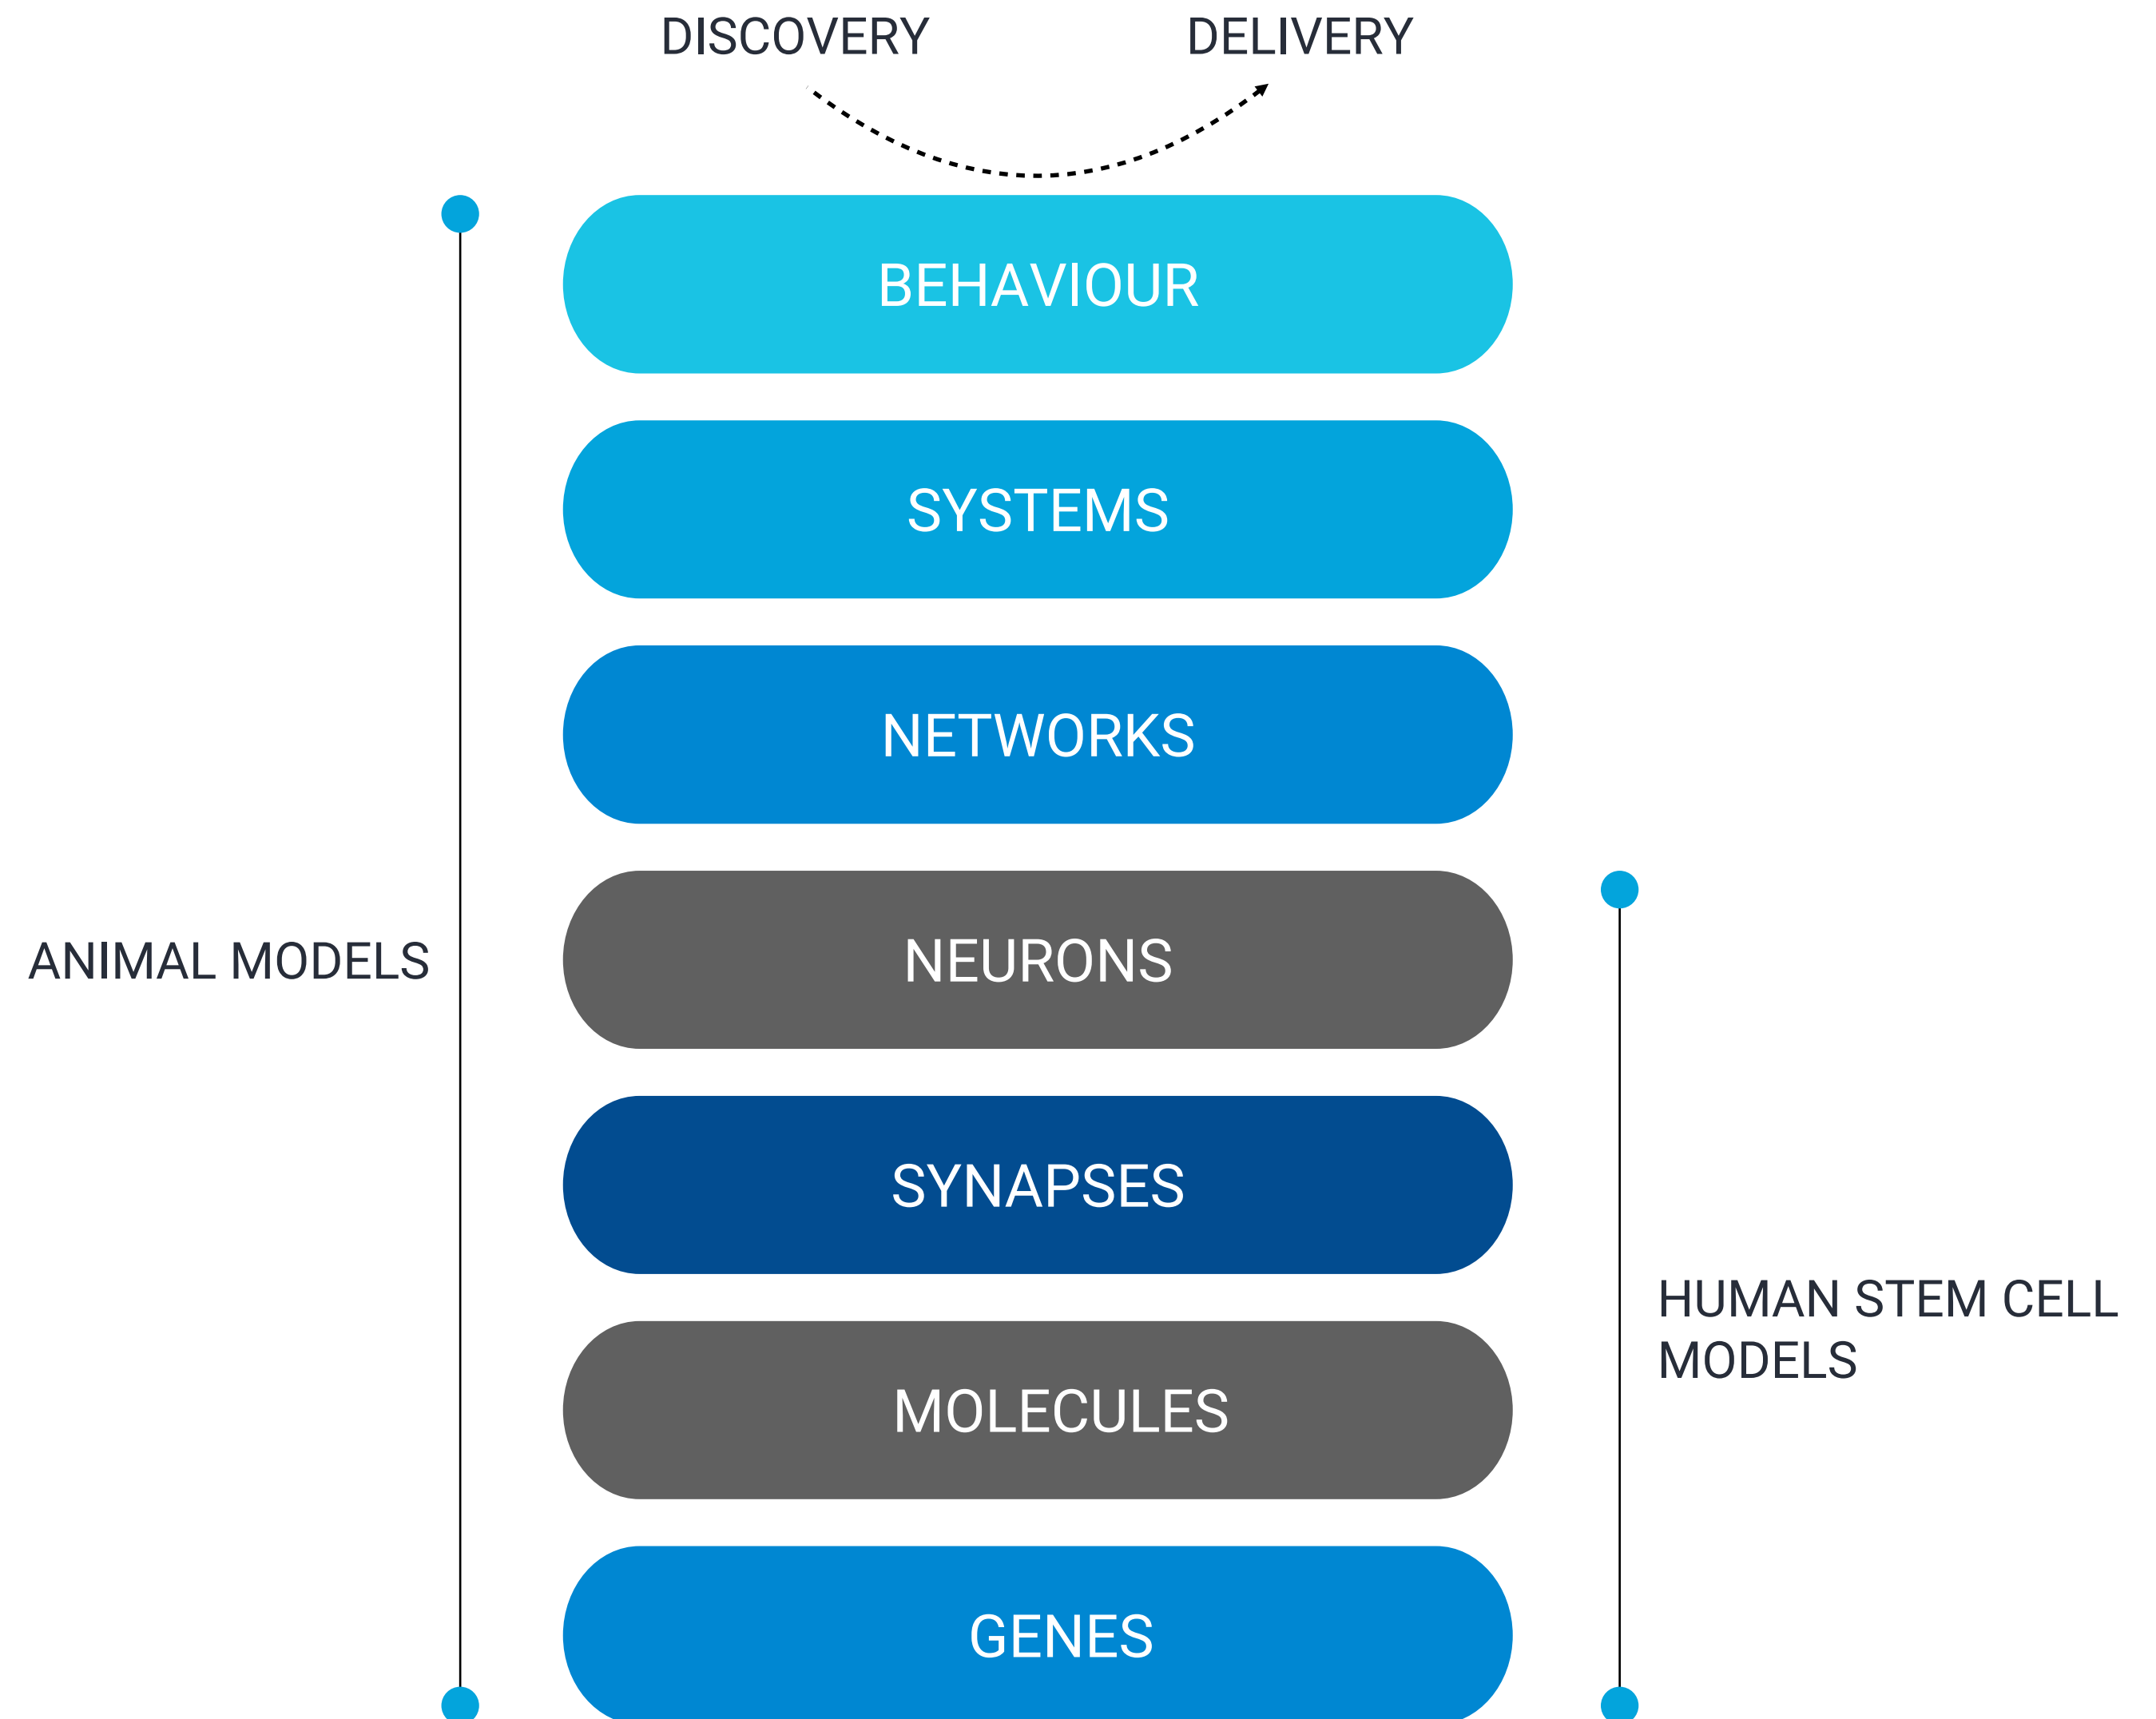 DISCOVERY
DELIVERY
BEHAVIOUR
SYSTEMS
NETWORKS
NEURONS
ANIMAL MODELS
SYNAPSES
HUMAN STEM CELL
MODELS
MOLECULES
GENES